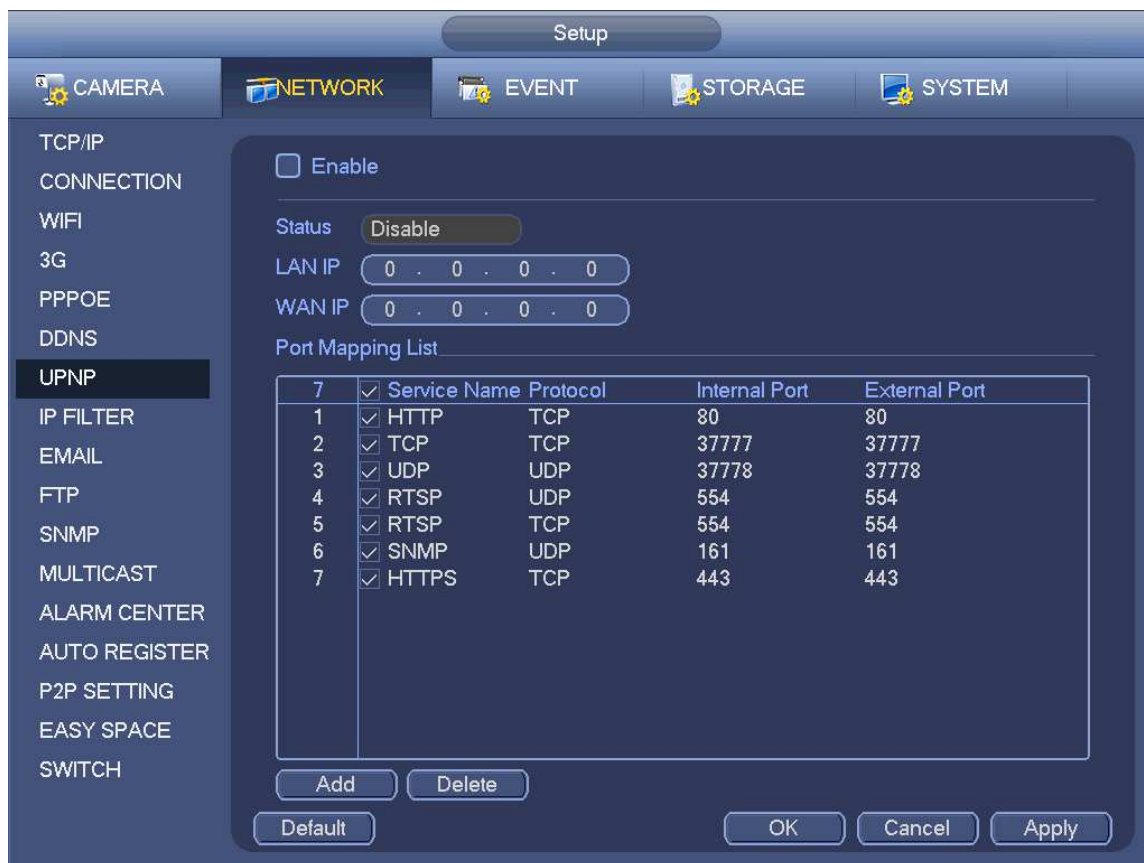 Setup
CAMERA NETWORK EVENT STORAGE SYSTEM
TCP/IP
CONNECTION
WIFI
3G
PPPOE
DDNS
UPNP
IP FILTER
EMAIL
FTP
SNMP
MULTICAST
ALARM CENTER
AUTO REGISTER
P2P SETTING
EASY SPACE
SWITCH
Enable
Status Disable
LAN IP 0 . 0 . 0 . 0
WAN IP 0 . 0 . 0 . 0
Port Mapping List
7 Service Name Protocol Internal Port External Port
1 HTTP TCP 80 80
2 TCP TCP 37777 37777
3 UDP UDP 37778 37778
4 RTSP UDP 554 554
5 RTSP TCP 554 554
6 SNMP UDP 161 161
7 HTTPS TCP 443 443
Add Delete
Default OK Cancel Apply